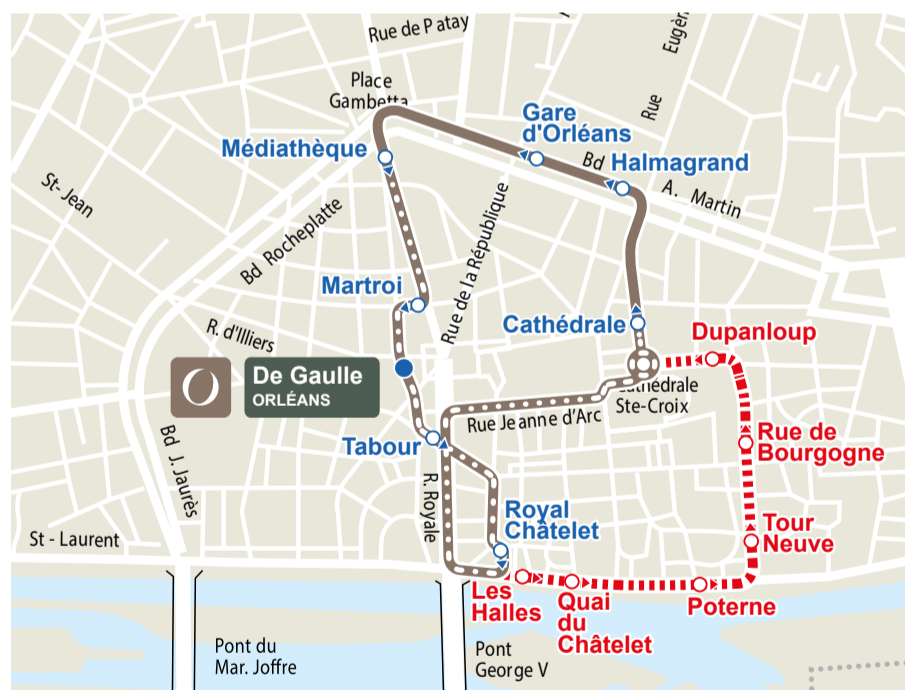 Rue de Patay
Eugèn
Place
Gambetta
Rue
Gare
d'Orléans
Médiathèque
Bd
Halmagrand
A. Martin
St- Jean
Bd Rocheplatte
Rue de la République
Martroi
R. d'Illiers
Cathédrale
Dupanloup
De Gaulle
ORLÉANS
Cathédrale
Ste-Croix
Rue Jeanne d'Arc
Tabour
Rue de
Bourgogne
Bd J. Jaurès
R. Royale
Royal
Châtelet
Tour
Neuve
St - Laurent
Les
Halles
Quai
du
Châtelet
Poterne
Pont du
Mar. Joffre
Pont
George V